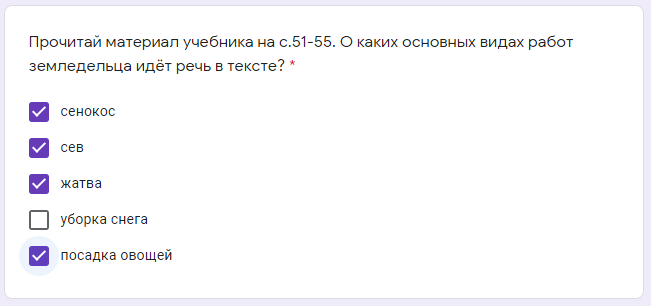 Прочитай материал учебника на с.51-55. О каких основных видах работ
земледельца идёт речь в тексте? *
сенокос
сев
жатва
уборка снега
посадка овощей